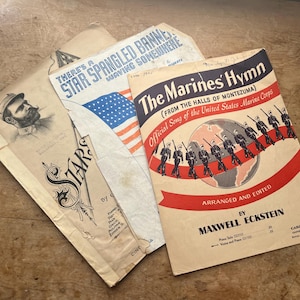 STARS
BY
THERE'S A
STAR SPANGLED BANNER
WAVING SOMEWHERE
The Marines' Hymn
(FROM THE HALLS OF MONTEZUMA)
Official Song of the United States Marine Corps
ARRANGED AND EDITED
BY
MAXWELL ECKSTEIN